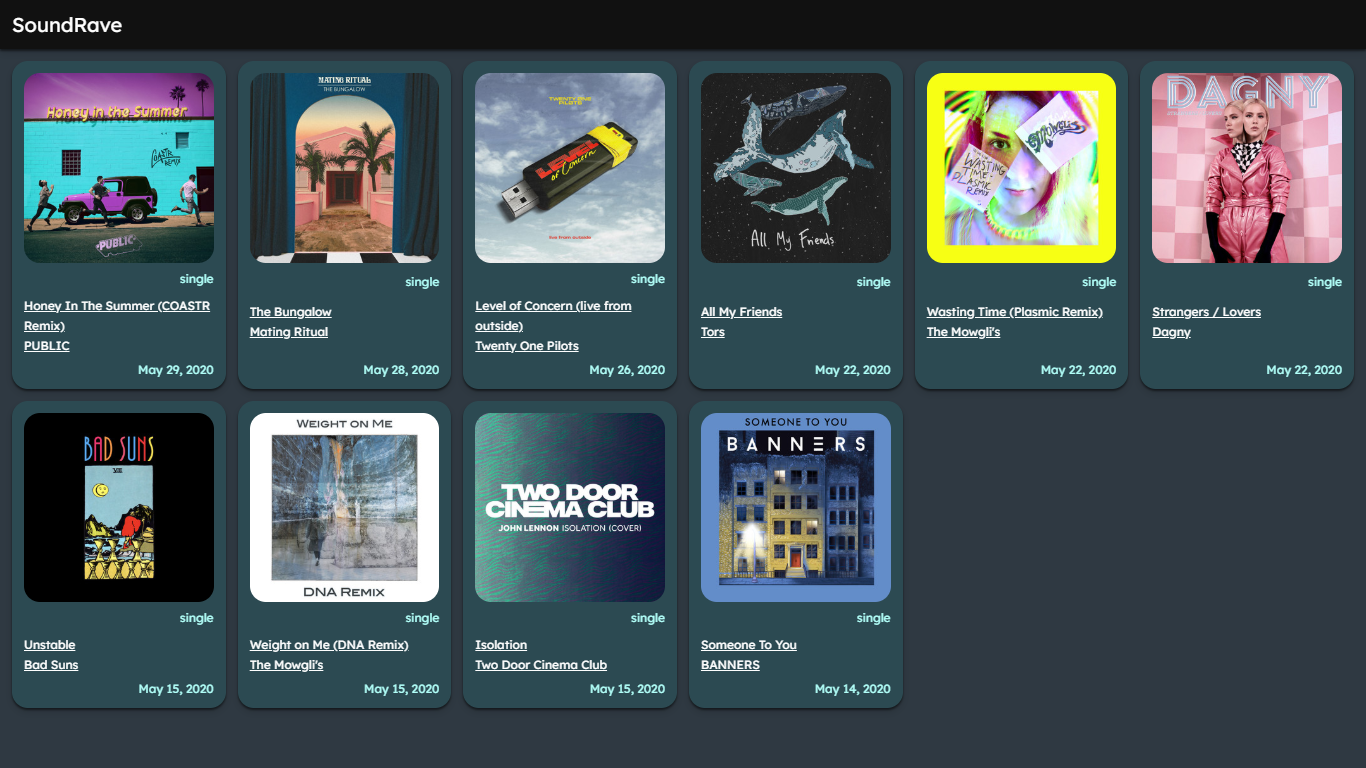 SoundRave
Honey in the Summer
COASTR
REMIX
PUBLIC
single
Honey In The Summer (COASTR
Remix)
PUBLIC
May 29, 2020
MATING RITUAL
THE BUNGALOW
single
The Bungalow
Mating Ritual
May 28, 2020
TWENTY ONE
PILOTS
LEVEL
of Concern
live from outside
single
Level of Concern (live from
outside)
Twenty One Pilots
May 26, 2020
All My Friends
single
All My Friends
Tors
May 22, 2020
Mowgli's
WASTING
TIME-
PLASMIC
REMIX
single
Wasting Time (Plasmic Remix)
The Mowgli's
May 22, 2020
DAGNY
single
Strangers / Lovers
Dagny
May 22, 2020
BAD SUNS
VIII
single
Unstable
Bad Suns
May 15, 2020
WEIGHT ON ME
DNA REMIX
single
Weight on Me (DNA Remix)
The Mowgli's
May 15, 2020
TWO DOOR
CINEMA CLUB
JOHN LENNON ISOLATION (COVER)
single
Isolation
Two Door Cinema Club
May 15, 2020
SOMEONE TO YOU
BANNERS
single
Someone To You
BANNERS
May 14, 2020